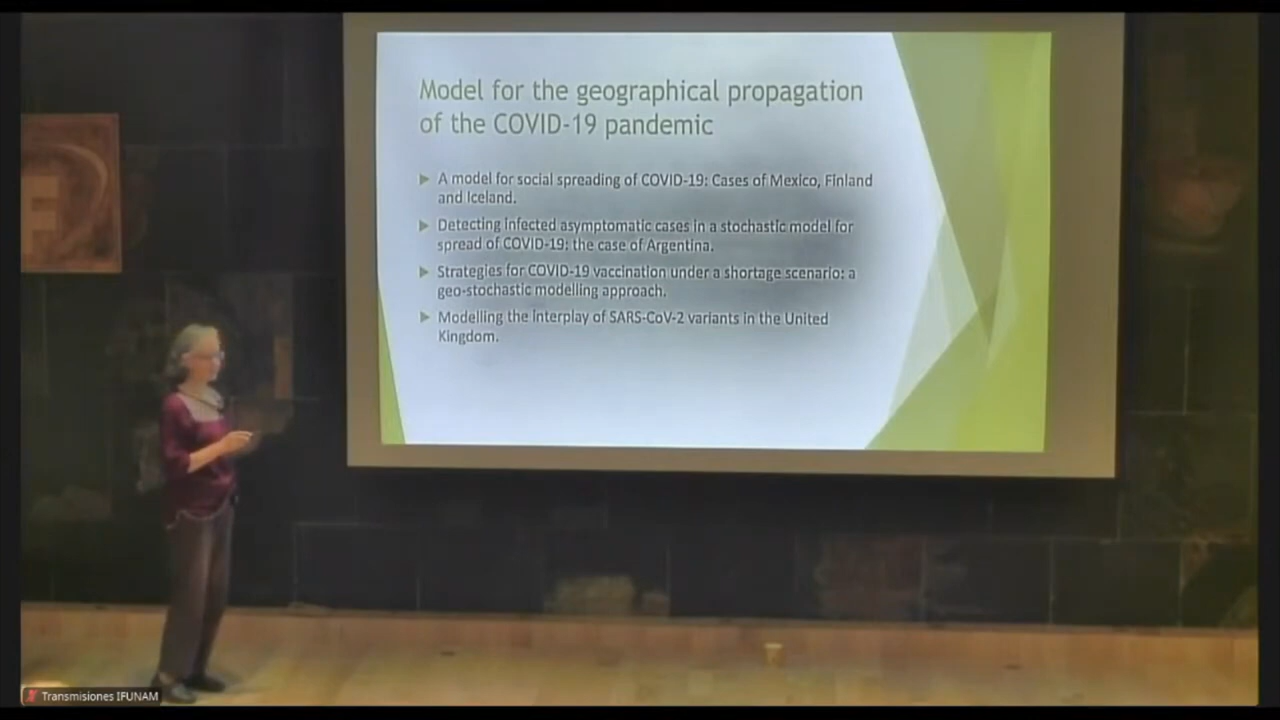 Model for the geographical propagation
of the COVID-19 pandemic
A model for social spreading of COVID-19: Cases of Mexico, Finland
and Iceland.
Detecting infected asymptomatic cases in a stochastic model for
spread of COVID-19: the case of Argentina.
Strategies for COVID-19 vaccination under a shortage scenario: a
geo-stochastic modelling approach.
Modelling the interplay of SARS-CoV-2 variants in the United
Kingdom.
Transmisiones IFUNAM